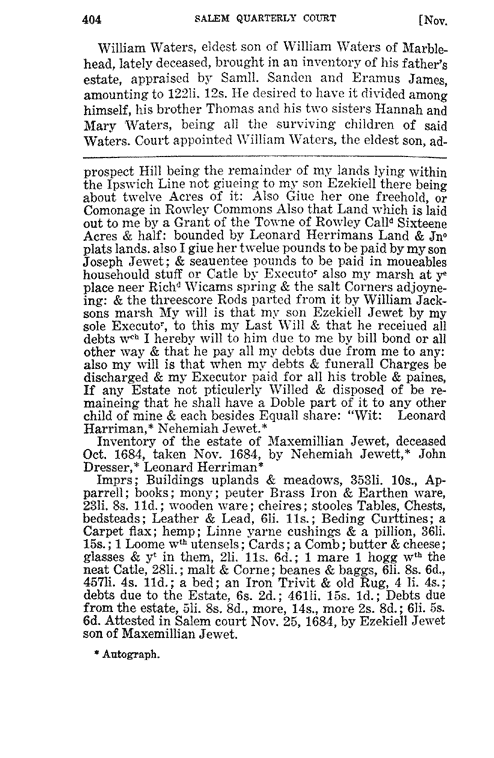 404 SALEM QUARTERLY COURT [Nov.
William Waters, eldest son of William Waters of Marble-
head, lately deceased, brought in an inventory of his father's
estate, appraised by Samll. Sanden and Eramus James,
amounting to 122li. 12s. He desired to have it divided among
himself, his brother Thomas and his two sisters Hannah and
Mary Waters, being all the surviving children of said
Waters. Court appointed William Waters, the eldest son, ad-
prospect Hill being the remainder of my lands lying within
the Ipswich Line not giueing to my son Ezekiell there being
about twelve Acres of it: Also Giue her one freehold, or
Comonage in Rowley Commons Also that Land which is laid
out to me by a Grant of the Towne of Rowley Callᵈ Sixteene
Acres & half: bounded by Leonard Herrimans Land & Jnᵒ
plats lands. also I giue her twelue pounds to be paid by my son
Joseph Jewet; & seauentee pounds to be paid in moueables
househould stuff or Catle by Executoʳ also my marsh at yᵉ
place neer Richᵈ Wicams spring & the salt Corners adjoyne-
ing: & the threescore Rods parted from it by William Jack-
sons marsh My will is that my son Ezekiell Jewet by my
sole Executoʳ, to this my Last Will & that he receiued all
debts wᶜʰ I hereby will to him due to me by bill bond or all
other way & that he pay all my debts due from me to any:
also my will is that when my debts & funerall Charges be
discharged & my Executor paid for all his troble & paines,
If any Estate not pticulerly Willed & disposed of be re-
maineing that he shall have a Doble part of it to any other
child of mine & each besides Equall share: "Wit: Leonard
Harriman,* Nehemiah Jewet.*
Inventory of the estate of Maxemillian Jewet, deceased
Oct. 1684, taken Nov. 1684, by Nehemiah Jewett,* John
Dresser,* Leonard Herriman*
Imprs; Buildings uplands & meadows, 353li. 10s., Ap-
parrell; books; mony; peuter Brass Iron & Earthen ware,
23li. 8s. 11d.; wooden ware; cheires; stooles Tables, Chests,
bedsteads; Leather & Lead, 6li. 11s.; Beding Curttines; a
Carpet flax; hemp; Linne yarne cushings & a pillion, 36li.
15s.; 1 Loome wᵗʰ utensels; Cards; a Comb; butter & cheese;
glasses & yᵗ in them, 2li. 11s. 6d.; 1 mare 1 hogg wᵗʰ the
neat Catle, 28li.; malt & Corne; beanes & baggs, 6li. 8s. 6d.,
457li. 4s. 11d.; a bed; an Iron Trivit & old Rug, 4 li. 4s.;
debts due to the Estate, 6s. 2d.; 461li. 15s. 1d.; Debts due
from the estate, 5li. 8s. 8d., more, 14s., more 2s. 8d.; 6li. 5s.
6d. Attested in Salem court Nov. 25, 1684, by Ezekiell Jewet
son of Maxemillian Jewet.
* Autograph.